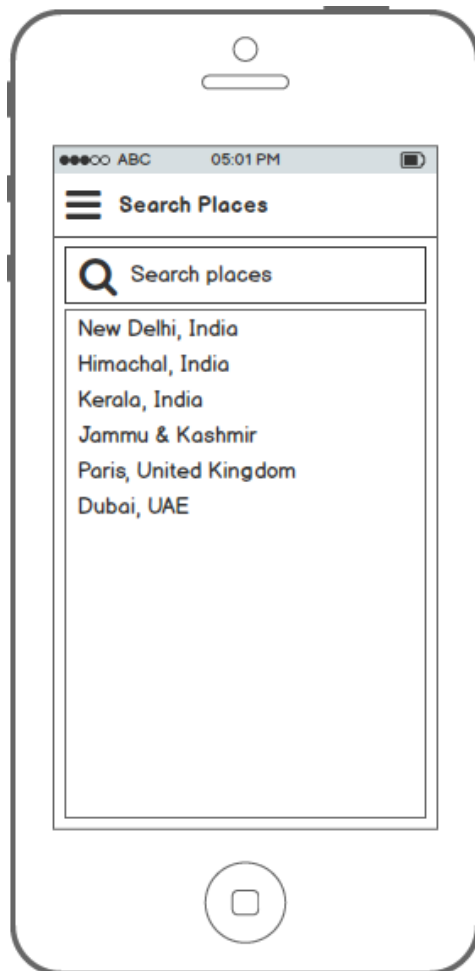 ABC 05:01 PM
Search Places
Search places
New Delhi, India
Himachal, India
Kerala, India
Jammu & Kashmir
Paris, United Kingdom
Dubai, UAE